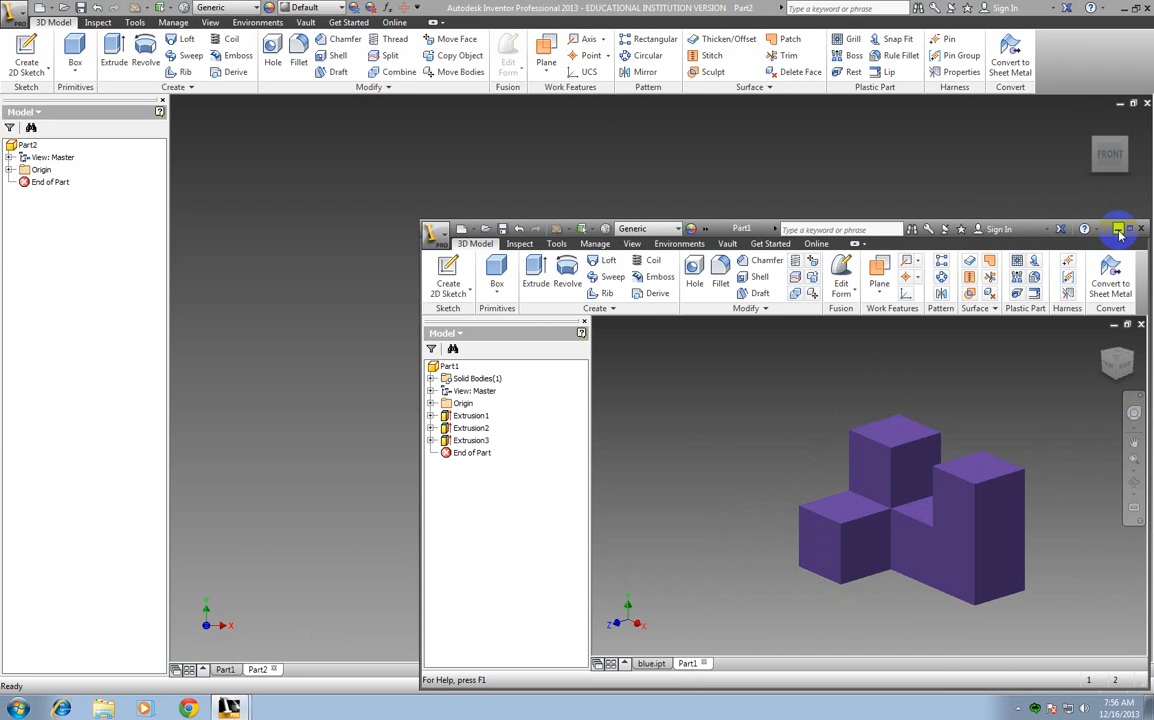 Generic
Default
Autodesk Inventor Professional 2013 - EDUCATIONAL INSTITUTION VERSION   Part2
Type a keyword or phrase
Sign In
PRO
3D Model Inspect Tools Manage View Environments Vault Get Started Online
Create
2D Sketch
Box
Extrude Revolve
Loft
Sweep
Rib
Coil
Emboss
Derive
Hole Fillet
Chamfer
Shell
Draft
Thread
Split
Combine
Move Face
Copy Object
Move Bodies
Edit
Form
Plane
Axis
Point
UCS
Rectangular
Circular
Mirror
Thicken/Offset
Stitch
Sculpt
Patch
Trim
Delete Face
Grill
Boss
Rest
Snap Fit
Rule Fillet
Lip
Pin
Pin Group
Properties
Convert to
Sheet Metal
Sketch Primitives Create Modify Fusion Work Features Pattern Surface Plastic Part Harness Convert
Model
Part2
View: Master
Origin
End of Part
FRONT
Y
X
Part1 Part2
Ready
Generic
Part1
Type a keyword or phrase
Sign In
PRO
3D Model Inspect Tools Manage View Environments Vault Get Started Online
Create
2D Sketch
Box
Extrude Revolve
Loft
Sweep
Rib
Coil
Emboss
Derive
Hole Fillet
Chamfer
Shell
Draft
Edit
Form
Plane
Convert to
Sheet Metal
Sketch Primitives Create Modify Fusion Work Features Pattern Surface Plastic Part Harness Convert
Model
Part1
Solid Bodies(1)
View: Master
Origin
Extrusion1
Extrusion2
Extrusion3
End of Part
Z
X
blue.ipt Part1
For Help, press F1
1 2
7:56 AM
12/16/2013